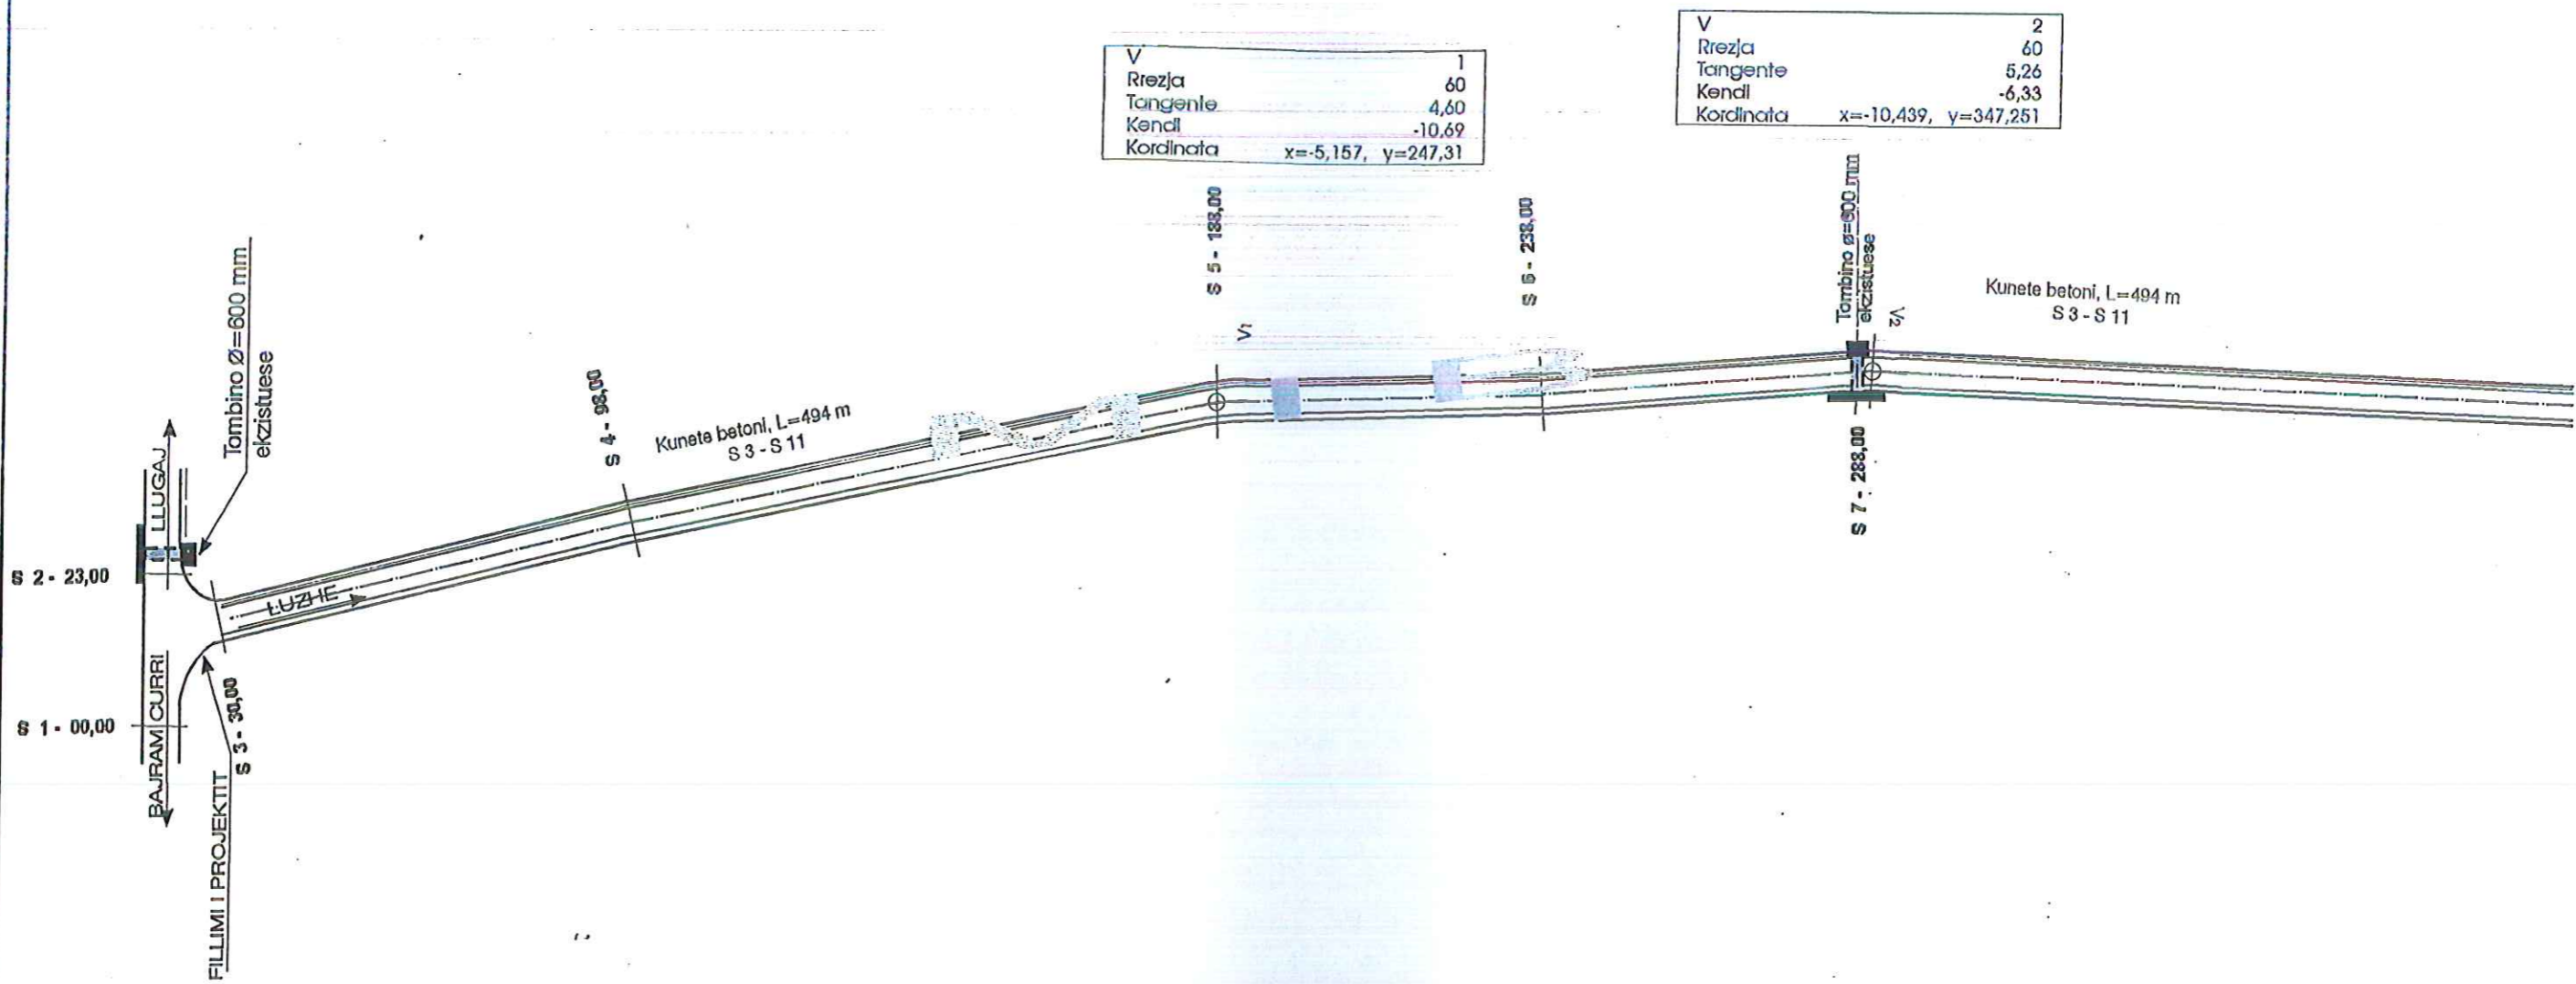 V 1
Rrezja 60
Tangente 4,60
Kendi -10,69
Kordinata x=-5,157, y=247,31
V 2
Rrezja 60
Tangente 5,26
Kendi -6,33
Kordinata x=-10,439, y=347,251
Tombino Ø=600 mm
ekzistuese
LLUGAJ
S 2 - 23,00
BAJRAM CURRI
S 1 - 00,00
LUZHE
S 3 - 30,00
FILLIMI I PROJEKTIT
S 4 - 98,00
Kunete betoni, L=494 m
S 3 - S 11
S 5 - 188,00
V1
S 6 - 238,00
Tombino ø=600 mm
ekzistuese
V2
S 7 - 288,00
Kunete betoni, L=494 m
S 3 - S 11